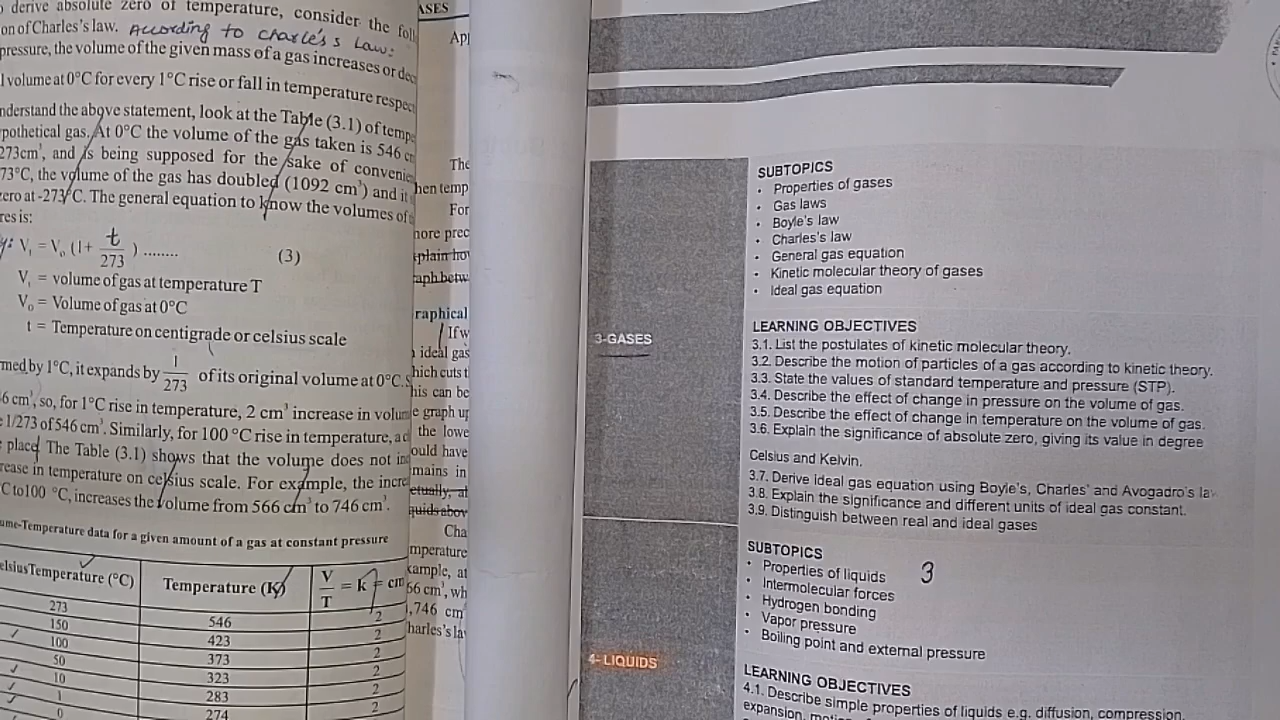 derive absolute zero of temperature, consider the
on of Charles's law. According to Charle's s Law:
pressure, the volume of the given mass of a gas increases or
volume at 0°C for every 1°C rise or fall in temperature
the above statement, look at the Table (3.1) of
gas. At 0°C the volume of the gas taken is 546
273cm³, and is being supposed for the sake of
73°C, the volume of the gas has doubled (1092 cm³) and it
zero at -273°C. The general equation to know the volumes of
res is:
Vₜ = V₀ (1+ t/273 ) ........ (3)
Vₜ = volume of gas at temperature T
V₀ = Volume of gas at 0°C
t = Temperature on centigrade or celsius scale
med by 1°C, it expands by 1/273 of its original volume at 0°C.
6 cm³, so, for 1°C rise in temperature, 2 cm³ increase in
1/273 of 546 cm³. Similarly, for 100 °C rise in temperature, a
place. The Table (3.1) shows that the volume does not
rease in temperature on celsius scale. For example, the
C to 100 °C, increases the volume from 566 cm³ to 746 cm³.
ume-Temperature data for a given amount of a gas at constant pressure
elsius Temperature (°C) Temperature (K) V/T = k = cm
273 546 2
150 423 2
100 373 2
50 323 2
10 283 2
1 274 2
0
ASES
Ap
The
hen temp
For
nore prec
plain ho
aph betw
raphical
If w
ideal gas
hich cuts t
his can be
e graph up
the lowe
ould have
mains in
etually, at
quids abov
Cha
mperature
xample, at
66 cm³, wh
746 cm
harles's la
3-GASES
SUBTOPICS
• Properties of gases
• Gas laws
• Boyle's law
• Charles's law
• General gas equation
• Kinetic molecular theory of gases
• Ideal gas equation
LEARNING OBJECTIVES
3.1. List the postulates of kinetic molecular theory.
3.2. Describe the motion of particles of a gas according to kinetic theory.
3.3. State the values of standard temperature and pressure (STP).
3.4. Describe the effect of change in pressure on the volume of gas.
3.5. Describe the effect of change in temperature on the volume of gas.
3.6. Explain the significance of absolute zero, giving its value in degree
Celsius and Kelvin.
3.7. Derive ideal gas equation using Boyle's, Charles' and Avogadro's la
3.8. Explain the significance and different units of ideal gas constant.
3.9. Distinguish between real and ideal gases
4- LIQUIDS
SUBTOPICS
• Properties of liquids 3
• Intermolecular forces
• Hydrogen bonding
• Vapor pressure
• Boiling point and external pressure
LEARNING OBJECTIVES
4.1. Describe simple properties of liquids e.g. diffusion, compression,
expansion,